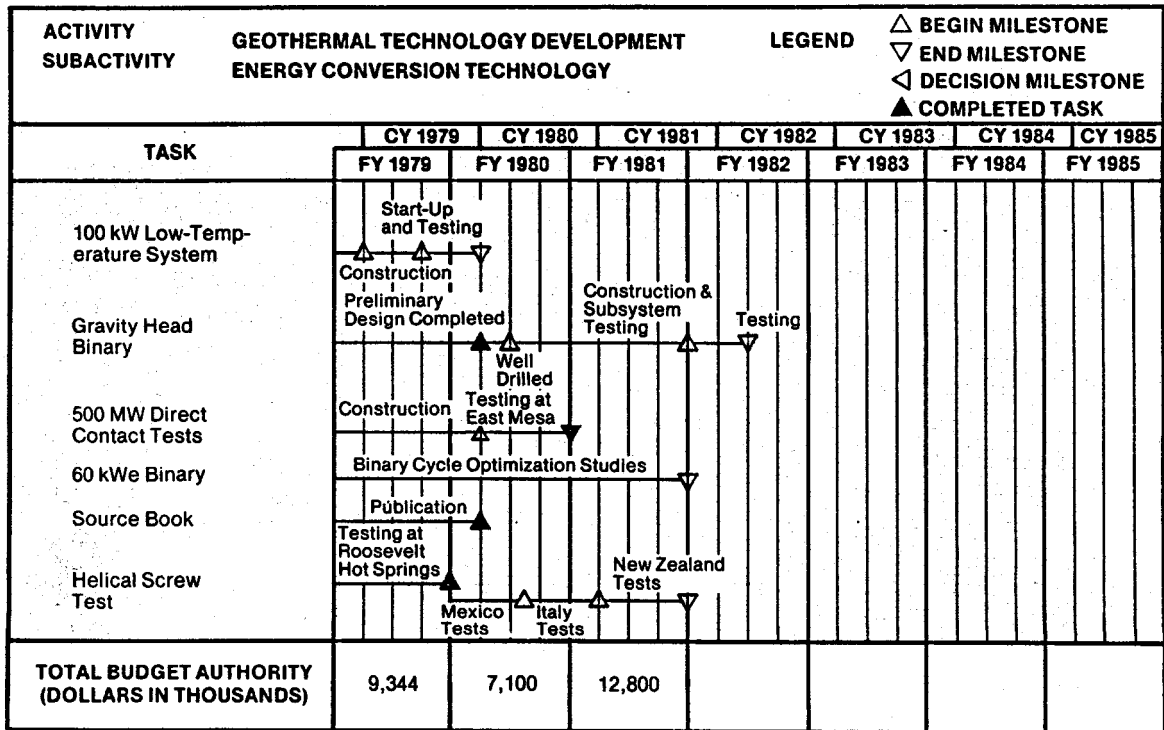 ACTIVITY
SUBACTIVITY
GEOTHERMAL TECHNOLOGY DEVELOPMENT
ENERGY CONVERSION TECHNOLOGY
LEGEND
BEGIN MILESTONE
END MILESTONE
DECISION MILESTONE
COMPLETED TASK
TASK
CY 1979 CY 1980 CY 1981 CY 1982 CY 1983 CY 1984 CY 1985
FY 1979 FY 1980 FY 1981 FY 1982 FY 1983 FY 1984 FY 1985
100 kW Low-Temp-
erature System
Start-Up
and Testing
Construction
Gravity Head
Binary
Preliminary
Design Completed
Well
Drilled
Construction &
Subsystem
Testing
Testing
500 MW Direct
Contact Tests
Construction
Testing at
East Mesa
60 kWe Binary
Binary Cycle Optimization Studies
Source Book
Publication
Helical Screw
Test
Testing at
Roosevelt
Hot Springs
Mexico
Tests
Italy
Tests
New Zealand
Tests
TOTAL BUDGET AUTHORITY
(DOLLARS IN THOUSANDS)
9,344 7,100 12,800